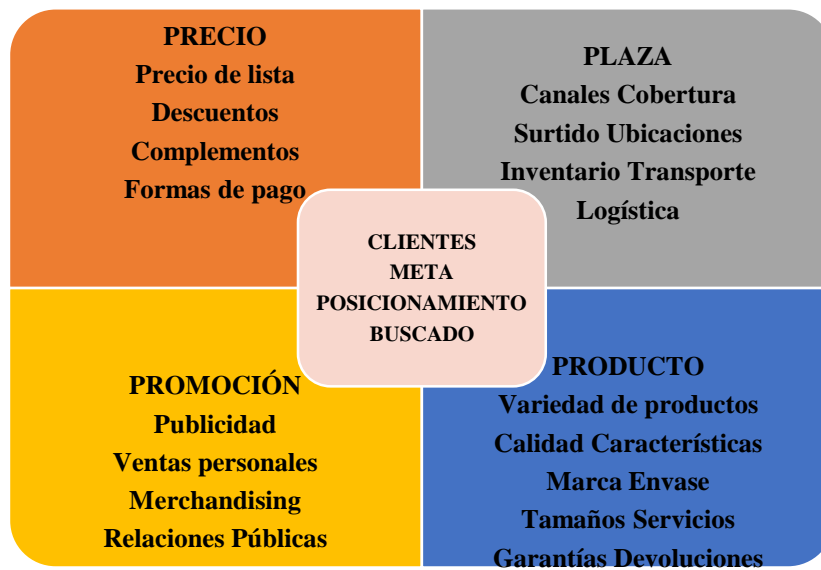 PRECIO
Precio de lista
Descuentos
Complementos
Formas de pago
PLAZA
Canales Cobertura
Surtido Ubicaciones
Inventario Transporte
Logística
CLIENTES
META
POSICIONAMIENTO
BUSCADO
PROMOCIÓN
Publicidad
Ventas personales
Merchandising
Relaciones Públicas
PRODUCTO
Variedad de productos
Calidad Características
Marca Envase
Tamaños Servicios
Garantías Devoluciones